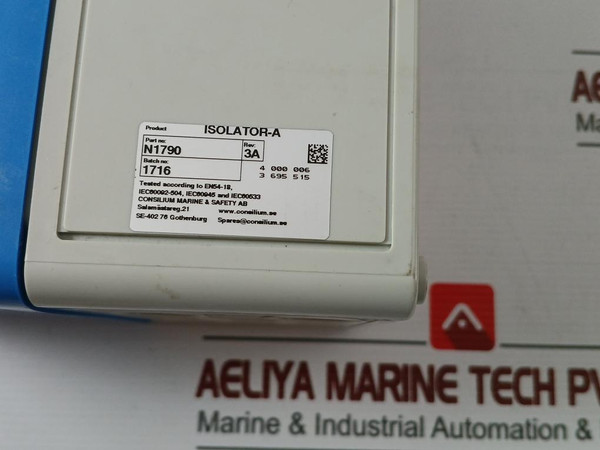 Product ISOLATOR-A
Part no: Rev:
N1790 3A
Batch no:
1716
4 000 006
3 695 515
Tested according to EN54-18,
IEC60092-504, IEC60945 and IEC60533
CONSILIUM MARINE & SAFETY AB
Salsmästareg.21 www.consilium.se
SE-402 76 Gothenburg Spares@consilium.se
AELIYA MARINE TECH PV
Marine & Industrial Automation &
AE
Ma